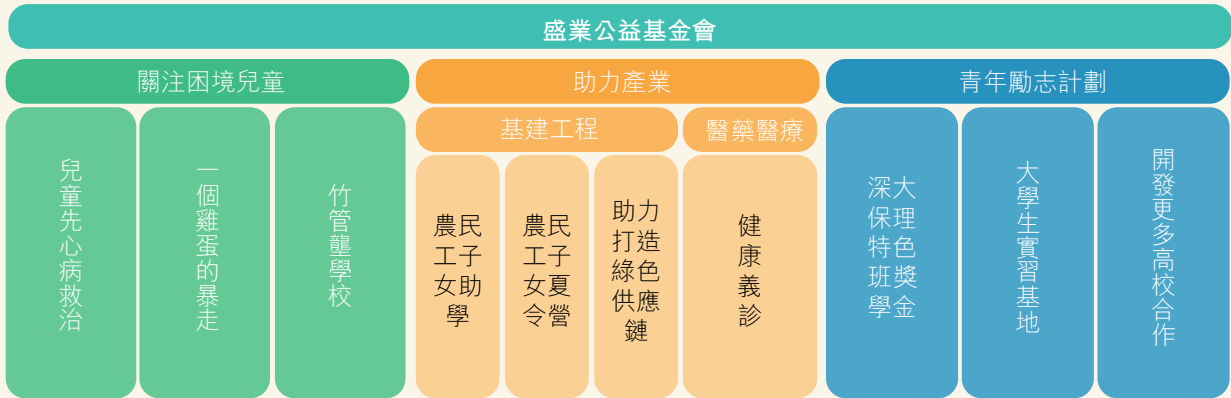 盛業公益基金會
關注困境兒童
兒童先心病救治
一個雞蛋的暴走
竹管壟學校
助力產業
基建工程
農民
工子
女助
學
農民
工子
女夏
令營
助力
打造
綠色
供應
鏈
醫藥醫療
健康義診
青年勵志計劃
深大
保理
特色
班獎
學金
大學生實習基地
開發更多高校合作